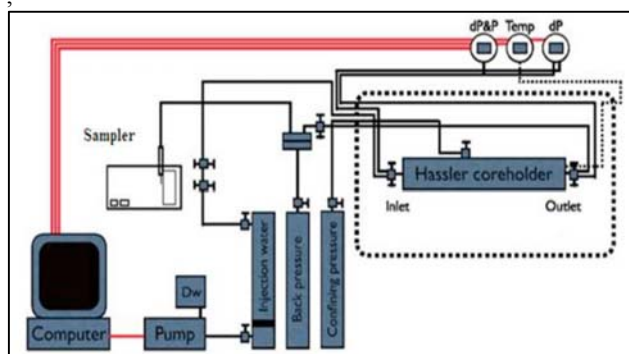 ,
dP&P Temp dP
Sampler
Hassler coreholder
Inlet
Outlet
Injection water
Back pressure
Confining pressure
Dw
Computer
Pump